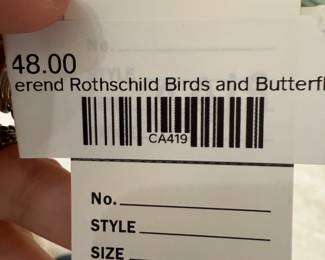 48.00
erend Rothschild Birds and Butterfl
CA419
No.
STYLE
SIZE